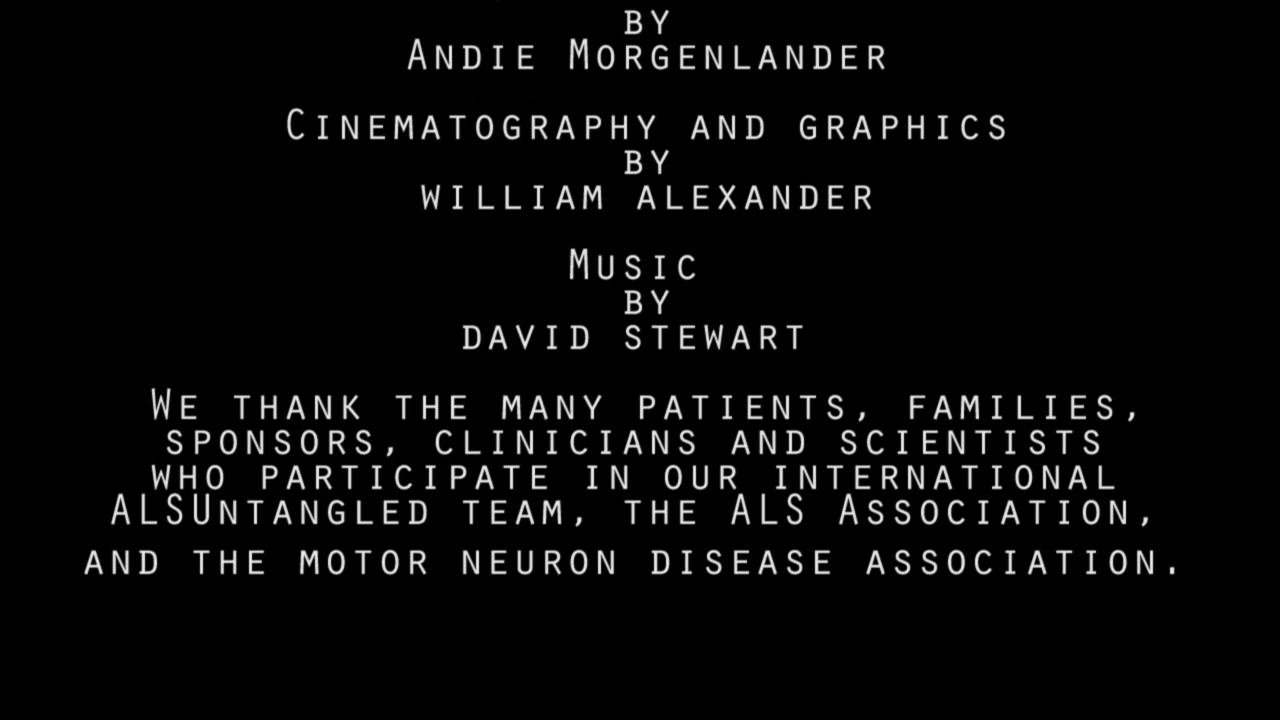 BY
ANDIE MORGENLANDER
CINEMATOGRAPHY AND GRAPHICS
BY
WILLIAM ALEXANDER
MUSIC
BY
DAVID STEWART
WE THANK THE MANY PATIENTS, FAMILIES,
SPONSORS, CLINICIANS AND SCIENTISTS
WHO PARTICIPATE IN OUR INTERNATIONAL
ALSUNTANGLED TEAM, THE ALS ASSOCIATION,
AND THE MOTOR NEURON DISEASE ASSOCIATION.